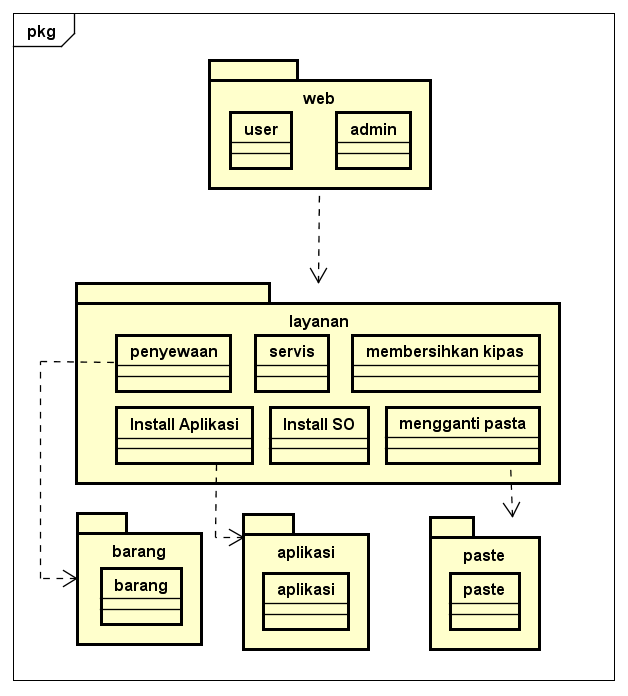 pkg
web
user
admin
layanan
penyewaan
servis
membersihkan kipas
Install Aplikasi
Install SO
mengganti pasta
barang
barang
aplikasi
aplikasi
paste
paste